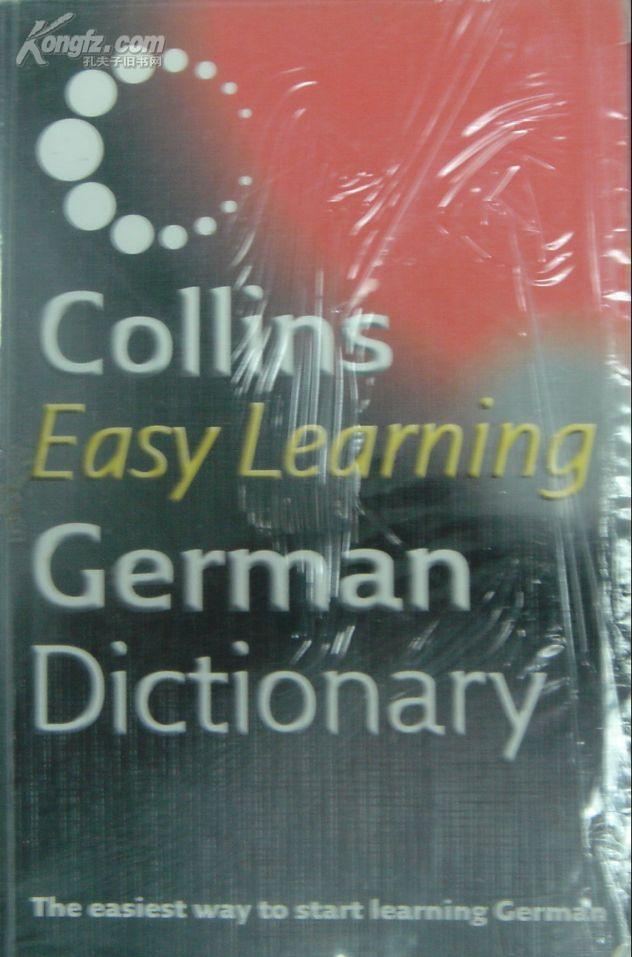 Kongfz.com
孔夫子旧书网
Collins
Easy Learning
German
Dictionary
The easiest way to start learning German